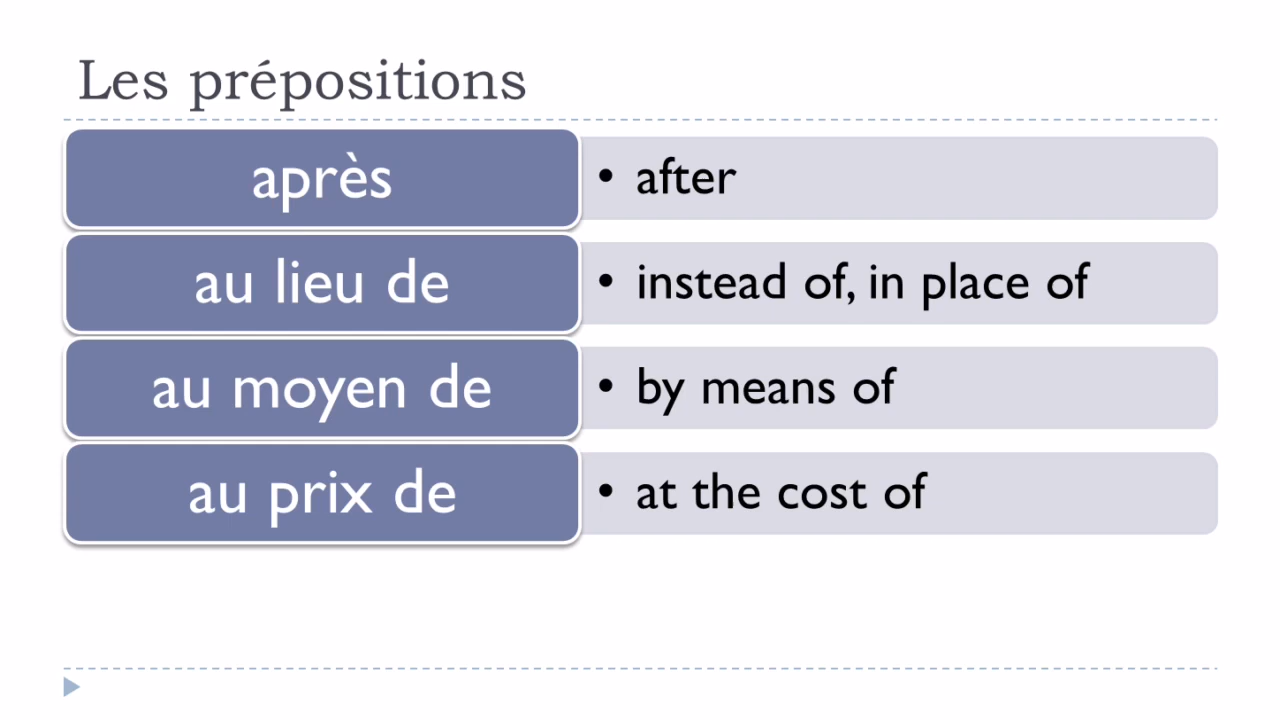 Les prépositions
après
• after
au lieu de
• instead of, in place of
au moyen de
• by means of
au prix de
• at the cost of